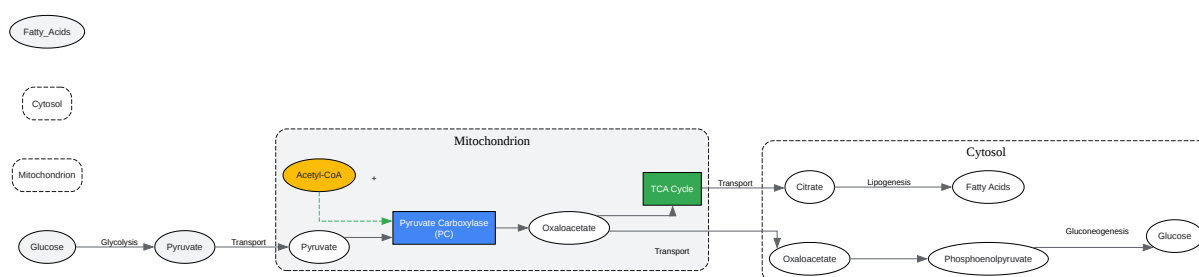 Fatty_Acids
Cytosol
Mitochondrion
Glucose
Glycolysis
Pyruvate
Transport
Mitochondrion
Acetyl-CoA
+
Pyruvate
Pyruvate Carboxylase
(PC)
Oxaloacetate
TCA Cycle
Transport
Transport
Cytosol
Citrate
Lipogenesis
Fatty Acids
Oxaloacetate
Phosphoenolpyruvate
Gluconeogenesis
Glucose